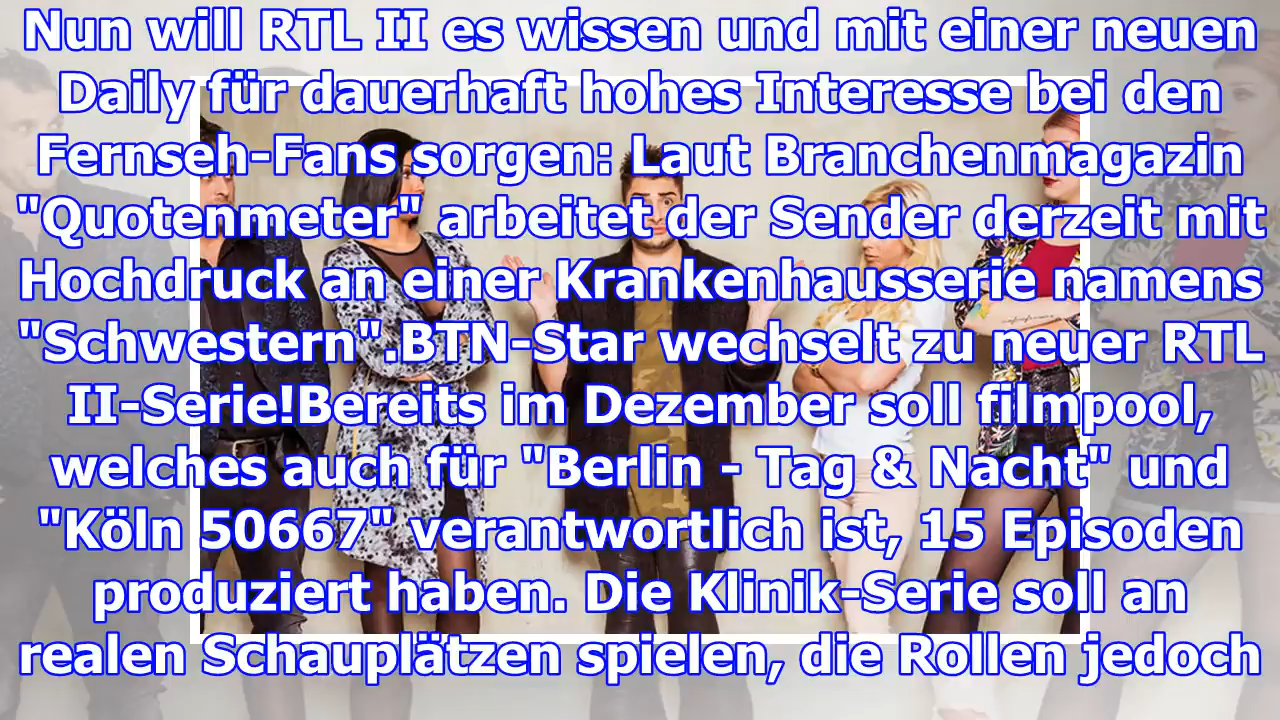 Nun will RTL II es wissen und mit einer neuen
Daily für dauerhaft hohes Interesse bei den
Fernseh-Fans sorgen: Laut Branchenmagazin
"Quotenmeter" arbeitet der Sender derzeit mit
Hochdruck an einer Krankenhausserie namens
"Schwestern".BTN-Star wechselt zu neuer RTL
II-Serie!Bereits im Dezember soll filmpool,
welches auch für "Berlin - Tag & Nacht" und
"Köln 50667" verantwortlich ist, 15 Episoden
produziert haben. Die Klinik-Serie soll an
realen Schauplätzen spielen, die Rollen jedoch